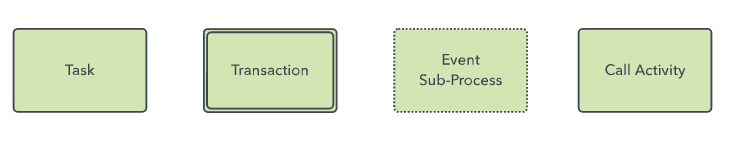 Task
Transaction
Event
Sub-Process
Call Activity